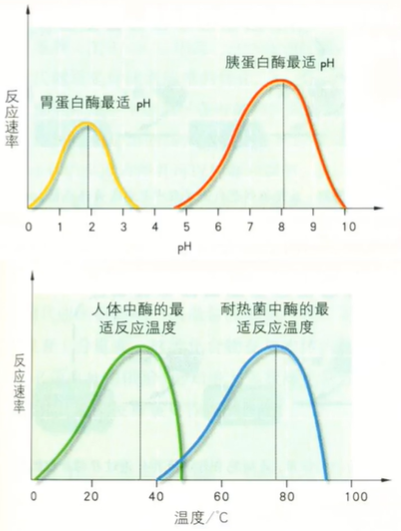 胰蛋白酶最适 pH
胃蛋白酶最适 pH
反应速率
0 1 2 3 4 5 6 7 8 9 10
pH
人体中酶的最
适反应温度
耐热菌中酶的最
适反应温度
反应速率
0 20 40 60 80 100
温度/℃